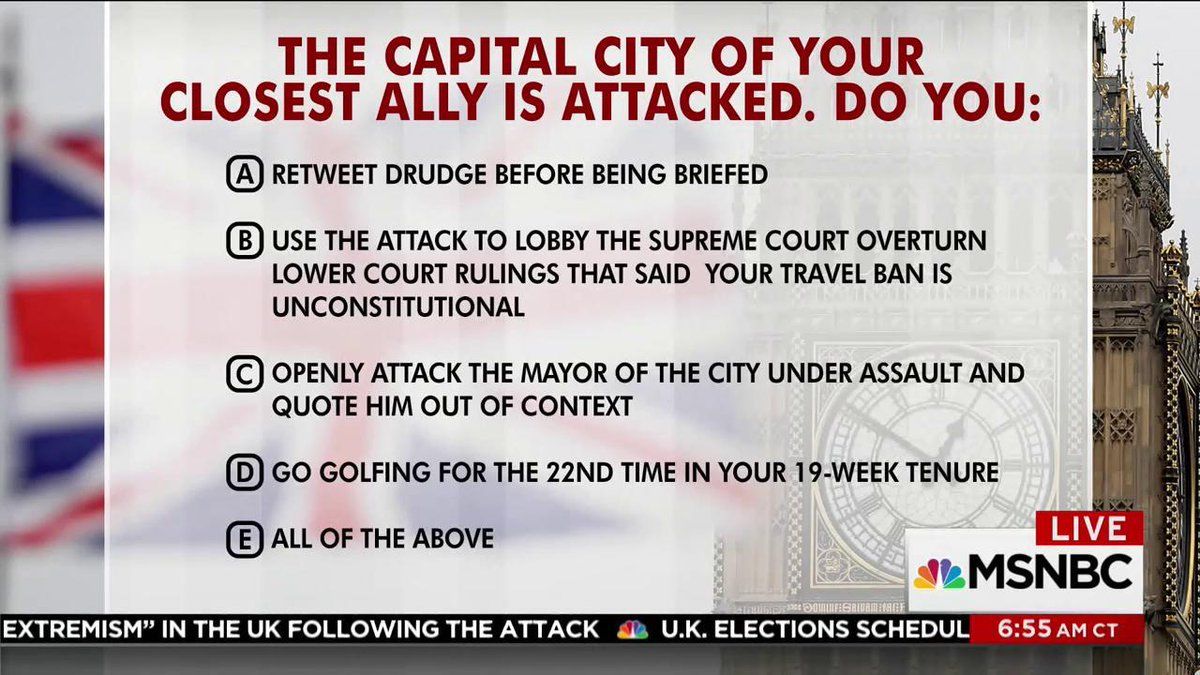 THE CAPITAL CITY OF YOUR
CLOSEST ALLY IS ATTACKED. DO YOU:
A RETWEET DRUDGE BEFORE BEING BRIEFED
B USE THE ATTACK TO LOBBY THE SUPREME COURT OVERTURN
LOWER COURT RULINGS THAT SAID YOUR TRAVEL BAN IS
UNCONSTITUTIONAL
C OPENLY ATTACK THE MAYOR OF THE CITY UNDER ASSAULT AND
QUOTE HIM OUT OF CONTEXT
D GO GOLFING FOR THE 22ND TIME IN YOUR 19-WEEK TENURE
E ALL OF THE ABOVE
LIVE
MSNBC
EXTREMISM” IN THE UK FOLLOWING THE ATTACK U.K. ELECTIONS SCHEDUL 6:55 AM CT